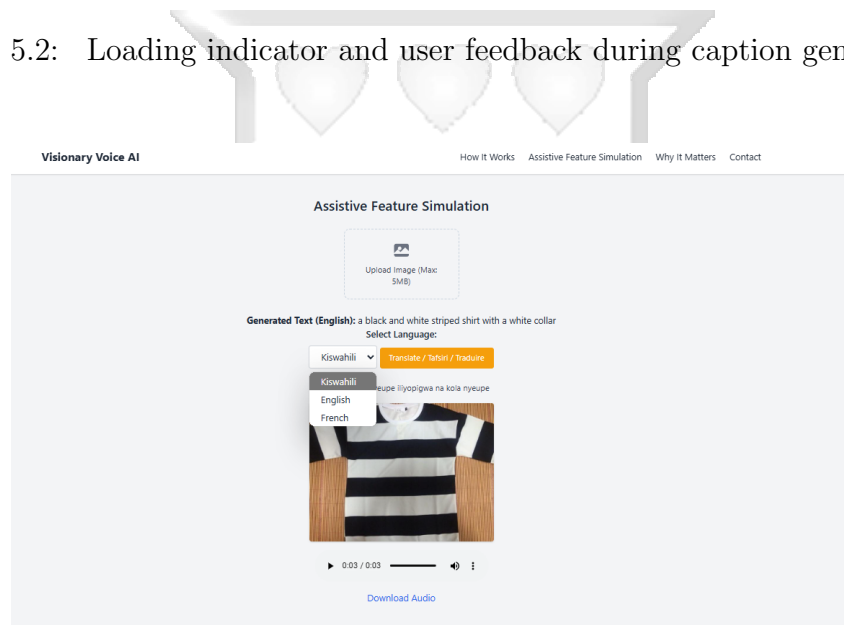 5.2: Loading indicator and user feedback during caption gen
Visionary Voice AI
How It Works Assistive Feature Simulation Why It Matters Contact
Assistive Feature Simulation
Upload Image (Max:
5MB)
Generated Text (English): a black and white striped shirt with a white collar
Select Language:
Kiswahili Translate / Tafsiri / Traduire
Kiswahili
iliyopigwa na kola nyeupe
English
French
0:03 / 0:03
Download Audio